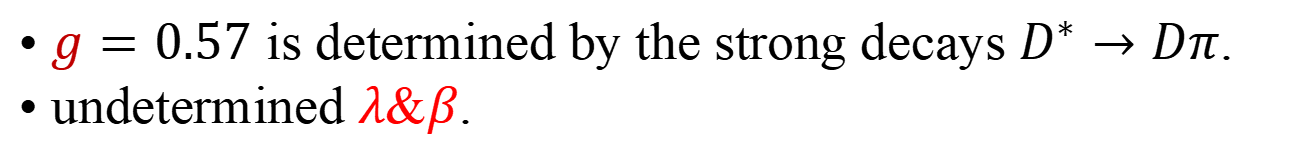 • g = 0.57 is determined by the strong decays D* → Dπ.
• undetermined λ&β.